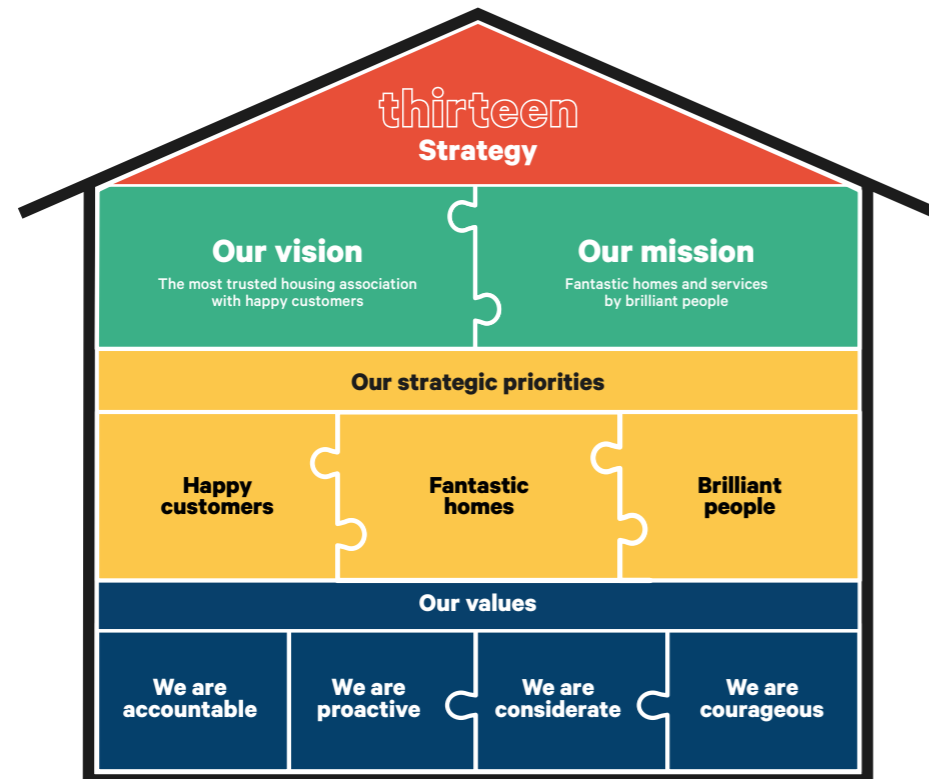 thirteen
Strategy
Our vision
The most trusted housing association
with happy customers
Our mission
Fantastic homes and services
by brilliant people
Our strategic priorities
Happy
customers
Fantastic
homes
Brilliant
people
Our values
We are
accountable
We are
proactive
We are
considerate
We are
courageous